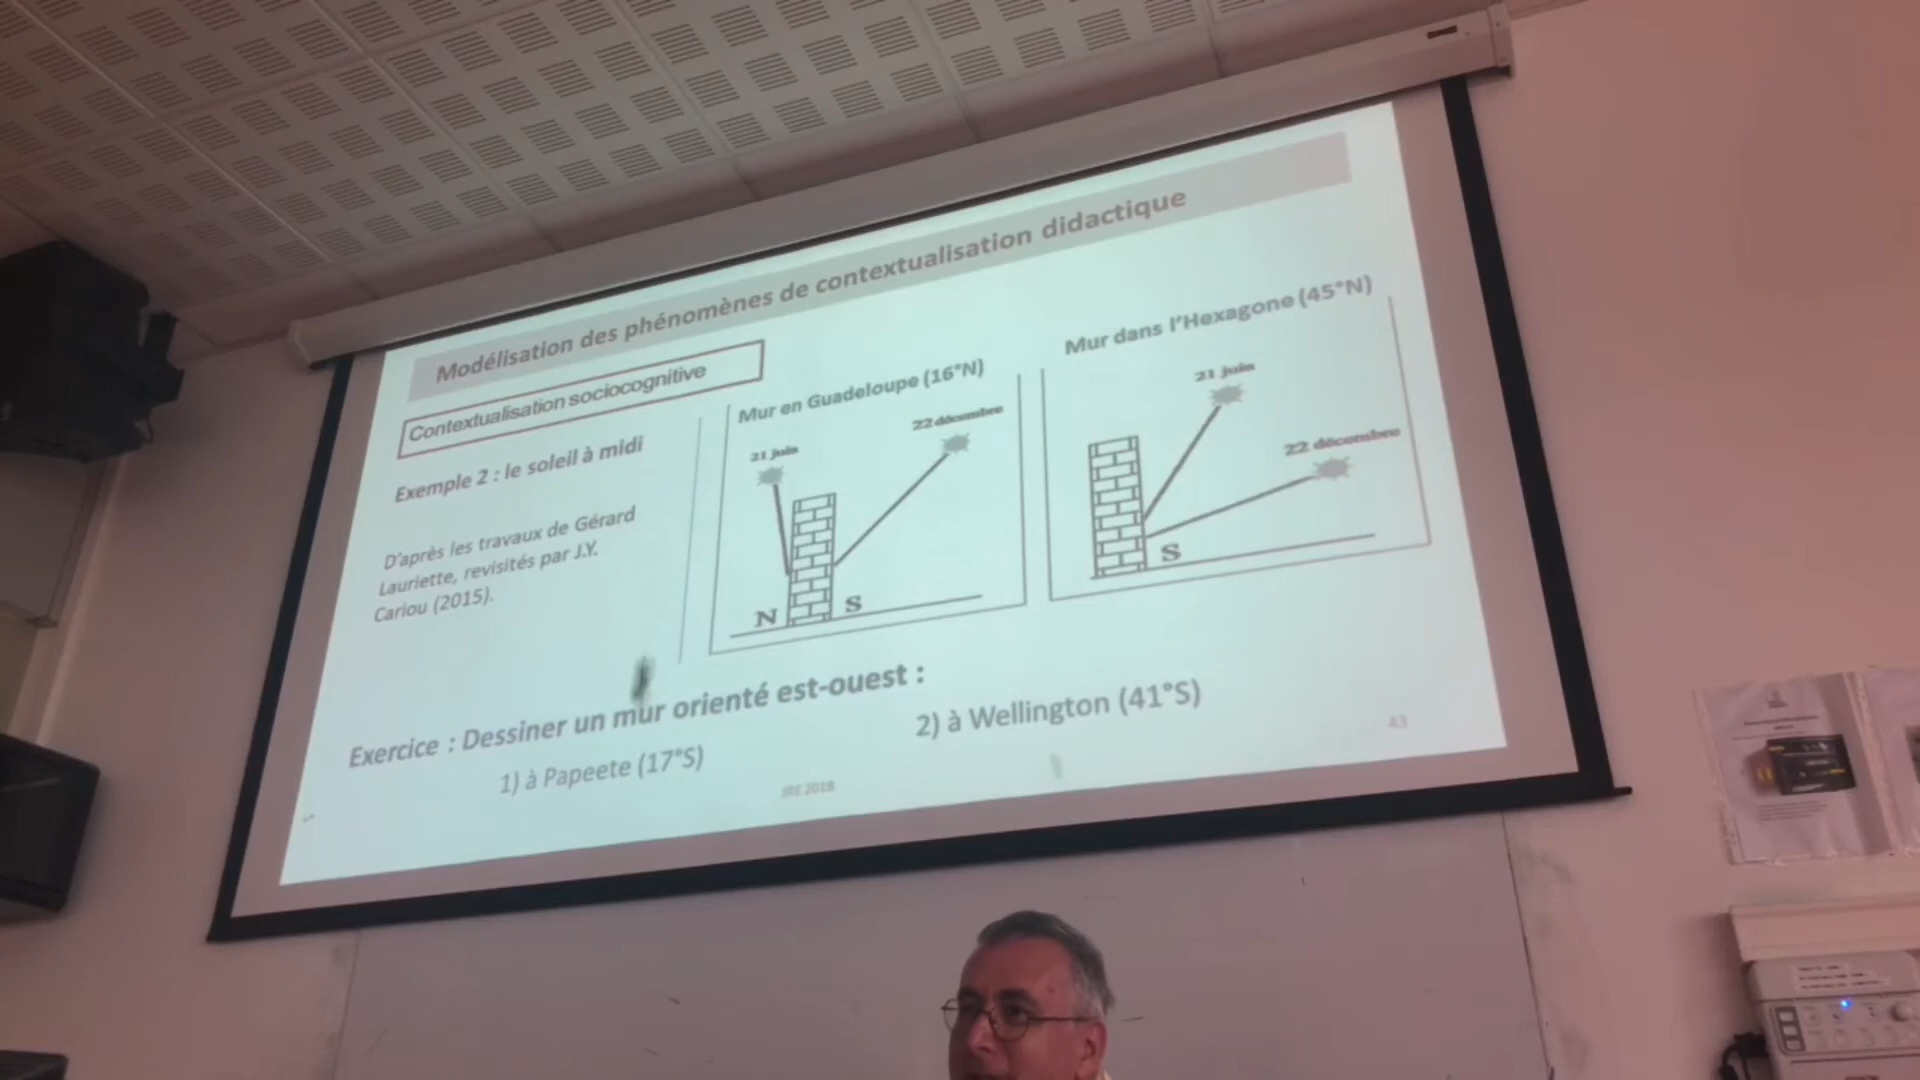 Modélisation des phénomènes de contextualisation didactique
Contextualisation sociocognitive
Exemple 2 : le soleil à midi
D'après les travaux de Gérard
Lauriette, revisités par J.Y.
Cariou (2015).
Mur en Guadeloupe (16°N)
21 juin
22 décembre
N
S
Mur dans l'Hexagone (45°N)
21 juin
22 décembre
S
Exercice : Dessiner un mur orienté est-ouest :
1) à Papeete (17°S)
2) à Wellington (41°S)
JRE 2018
43